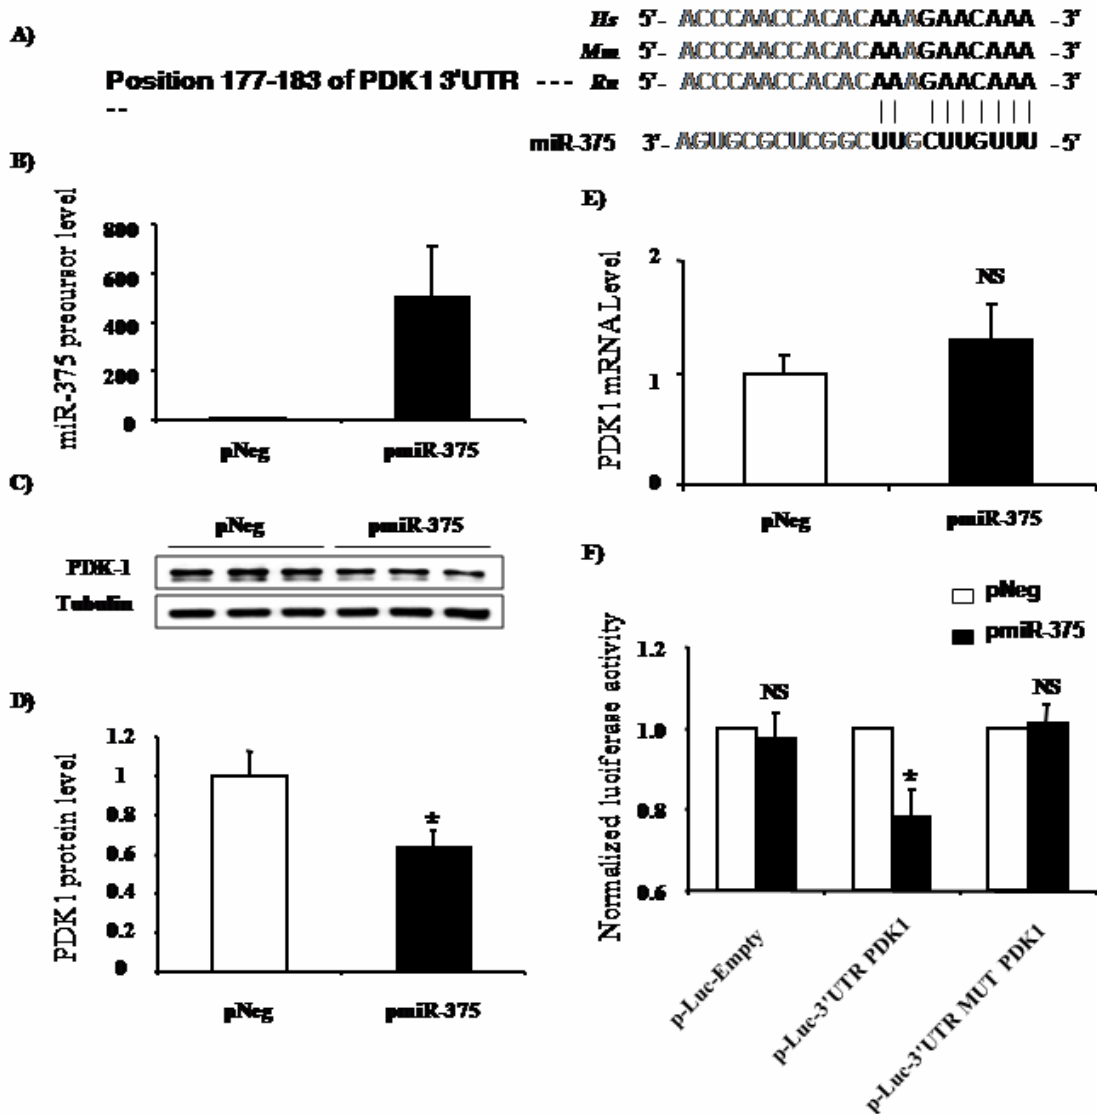 A)
Hs 5'- ACCCAACCACACAAAGAACAAA -3'
Mm 5'- ACCCAACCACACAAAGAACAAA -3'
Position 177-183 of PDK1 3'UTR --- Rn 5'- ACCCAACCACACAAAGAACAAA -3'
--
miR-375 3'- AGUGCGCUCGGCUUGCUUGUUU -5'
B)
miR-375 precursor level
800
600
400
200
0
pNeg pmiR-375
C)
pNeg pmiR-375
PDK-1
Tubulin
D)
PDK1 protein level
1.2
1
0.8
0.6
0.4
0.2
0
*
pNeg pmiR-375
E)
PDK1 mRNA Level
2
1
0
NS
pNeg pmiR-375
F)
pNeg
pmiR-375
Normalized luciferase activity
1.2
1.0
0.8
0.6
NS
*
NS
p-Luc-Empty
p-Luc-3'UTR PDK1
p-Luc-3'UTR MUT PDK1